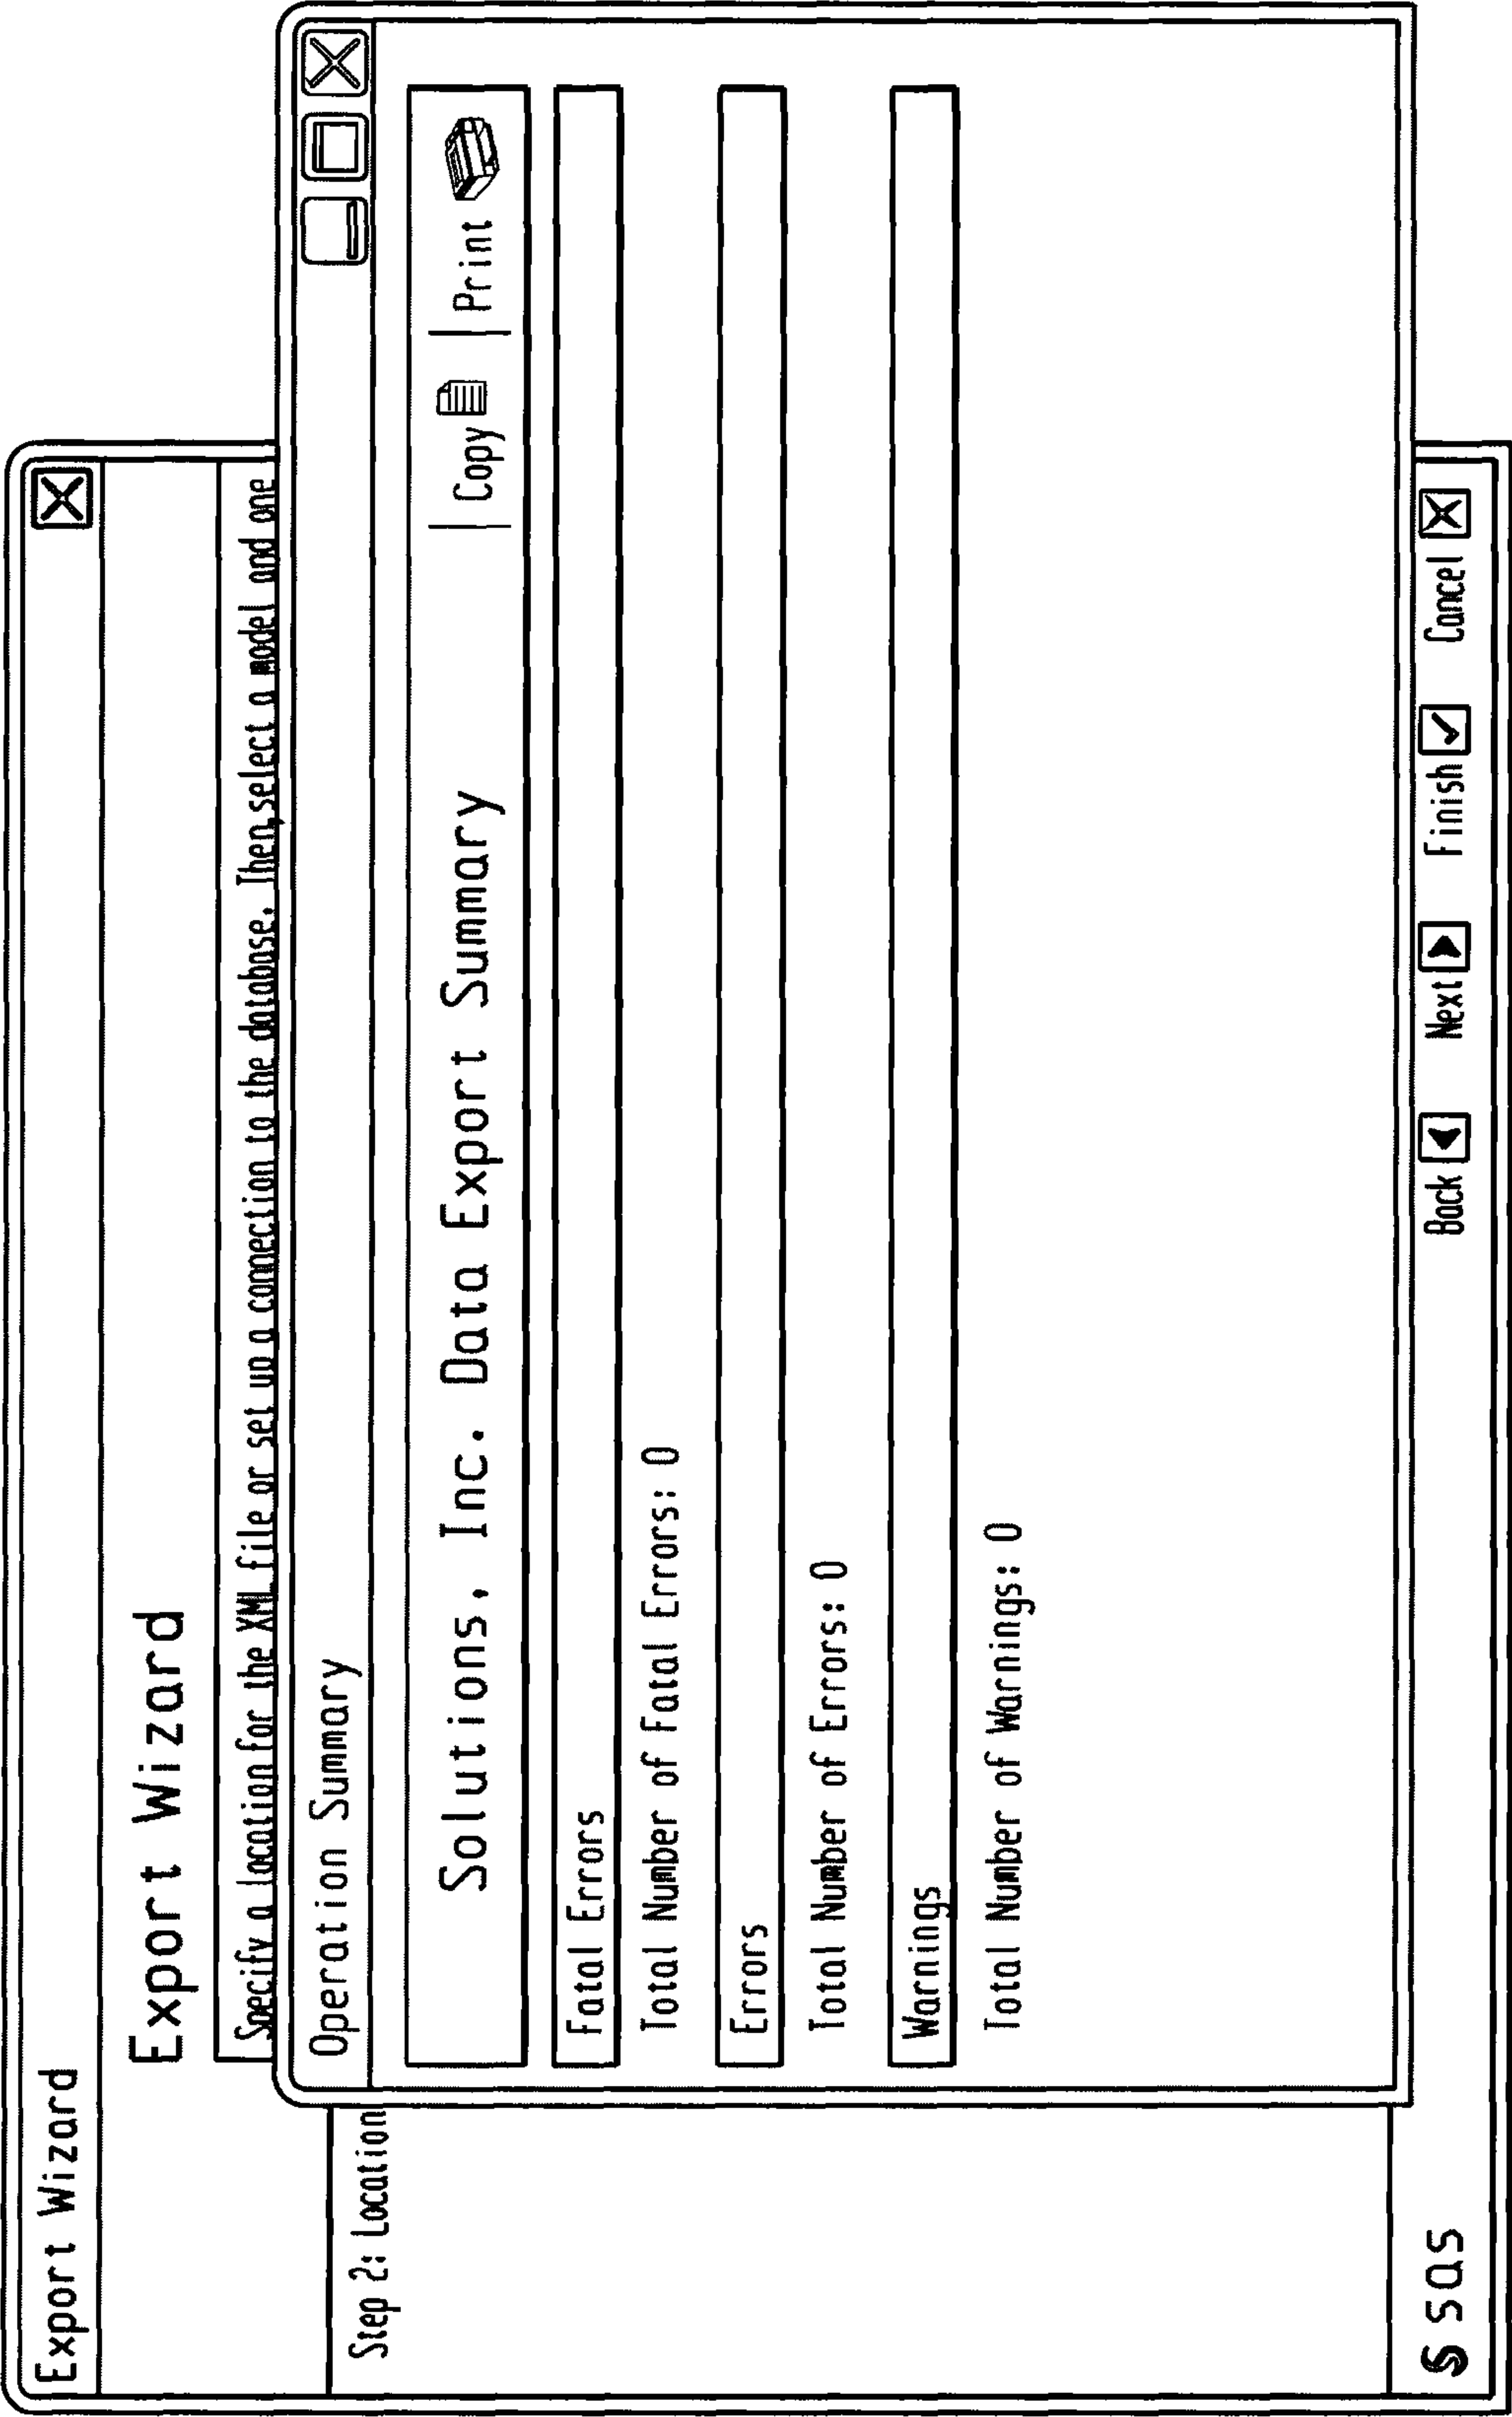 Export Wizard
Export Wizard
Specify a location for the XML file or set up a connection to the database. Then, select a model and one
Step 2: Location
Operation Summary
Solutions, Inc. Data Export Summary | Copy | Print
Fatal Errors
Total Number of Fatal Errors: 0
Errors
Total Number of Errors: 0
Warnings
Total Number of Warnings: 0
sas
Back Next Finish Cancel